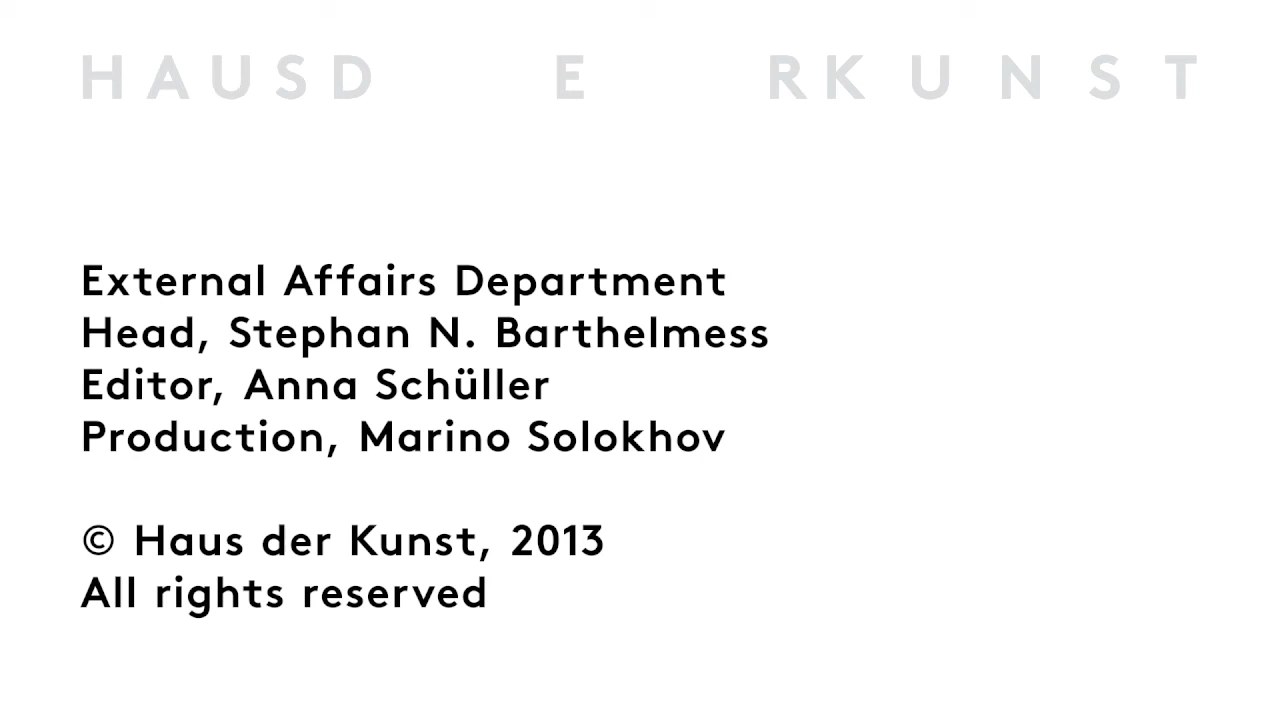 HAUSD E RKUNST
External Affairs Department
Head, Stephan N. Barthelmess
Editor, Anna Schüller
Production, Marino Solokhov
© Haus der Kunst, 2013
All rights reserved